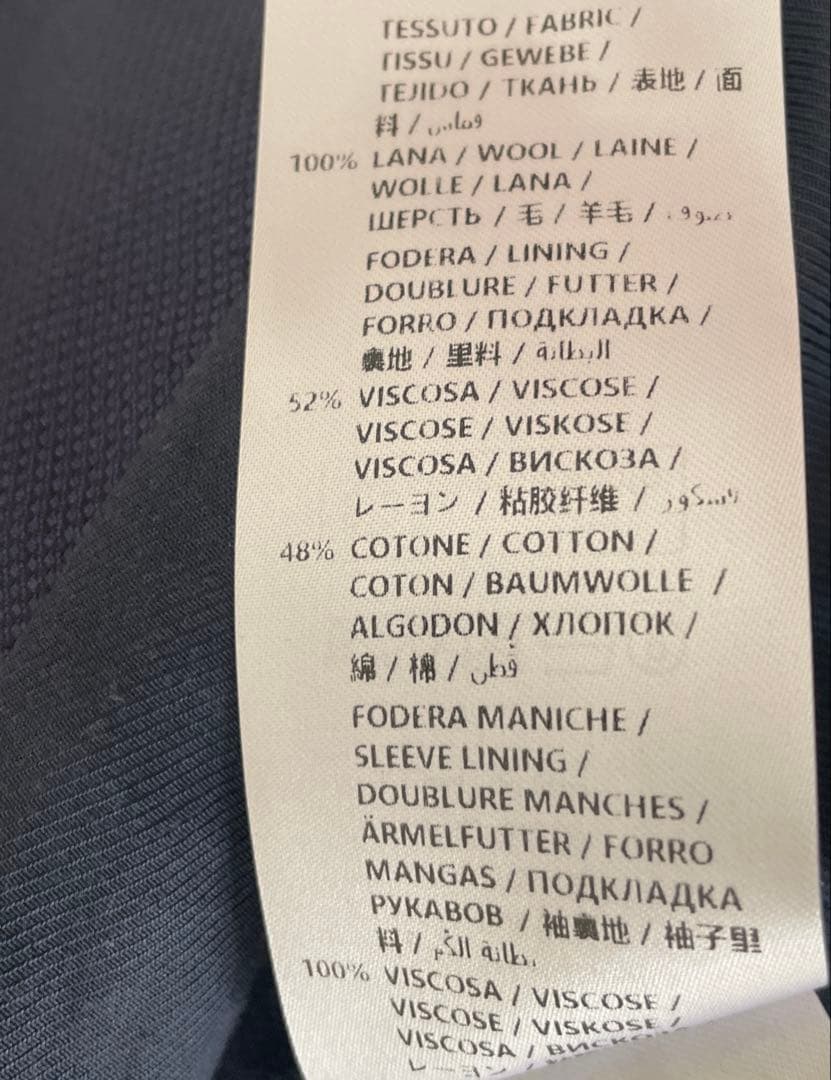 TESSUTO / FABRIC /
TISSU / GEWEBE /
TEJIDO / ТКАНЬ / 表地 / 面
料 / قماش
100% LANA / WOOL / LAINE /
WOLLE / LANA /
ШЕРСТЬ / 毛 / 羊毛 / صوف
FODERA / LINING /
DOUBLURE / FUTTER /
FORRO / ПОДКЛАДКА /
裏地 / 里料 / البطانة
52% VISCOSA / VISCOSE /
VISCOSE / VISKOSE /
VISCOSA / ВИСКОЗА /
レーヨン / 粘胶纤维 /
48% COTONE / COTTON /
COTON / BAUMWOLLE /
ALGODON / ХЛОПОК /
綿 / 棉 / قطن
FODERA MANICHE /
SLEEVE LINING /
DOUBLURE MANCHES /
ÄRMELFUTTER / FORRO
MANGAS / ПОДКЛАДКА
РУКАВОВ / 袖裏地 / 袖子里
料 / بطانة الكم
100% VISCOSA / VISCOSE /
VISCOSE / VISKOSE /
VISCOSA /